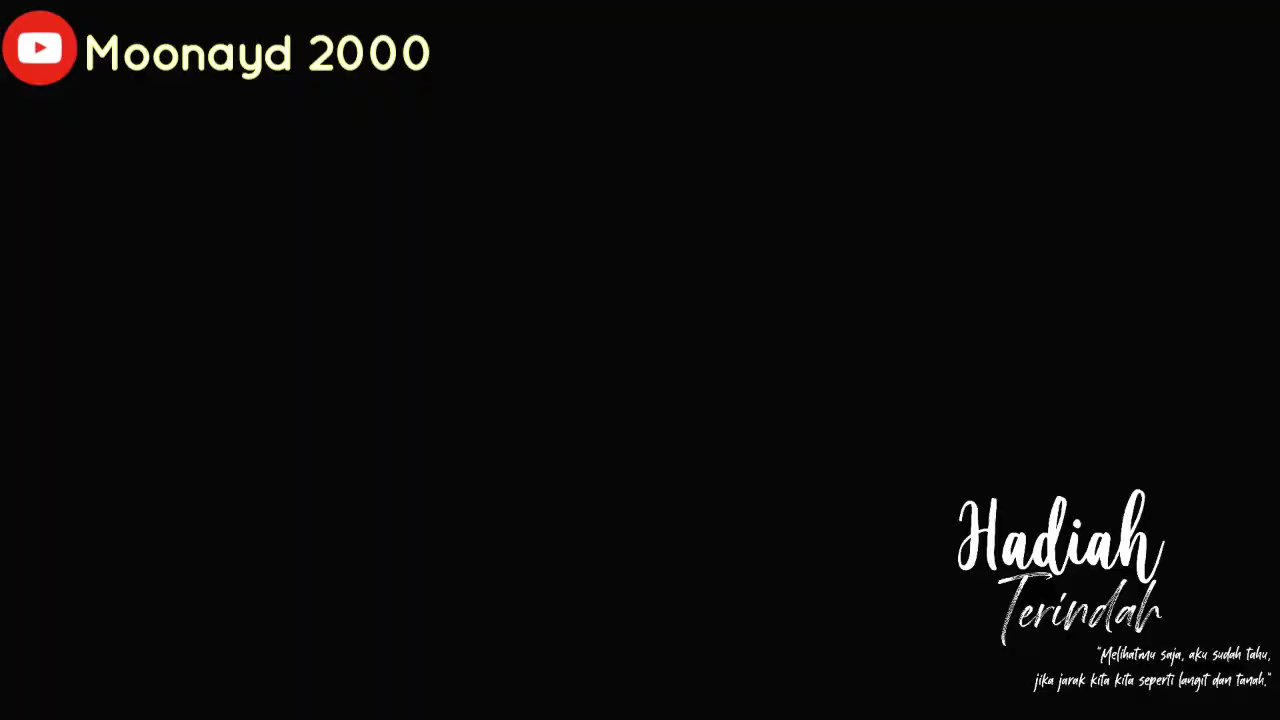 Moonayd 2000
Hadiah
Terindah
"Melihatmu saja, aku sudah tahu,
jika jarak kita kita seperti langit dan tanah."